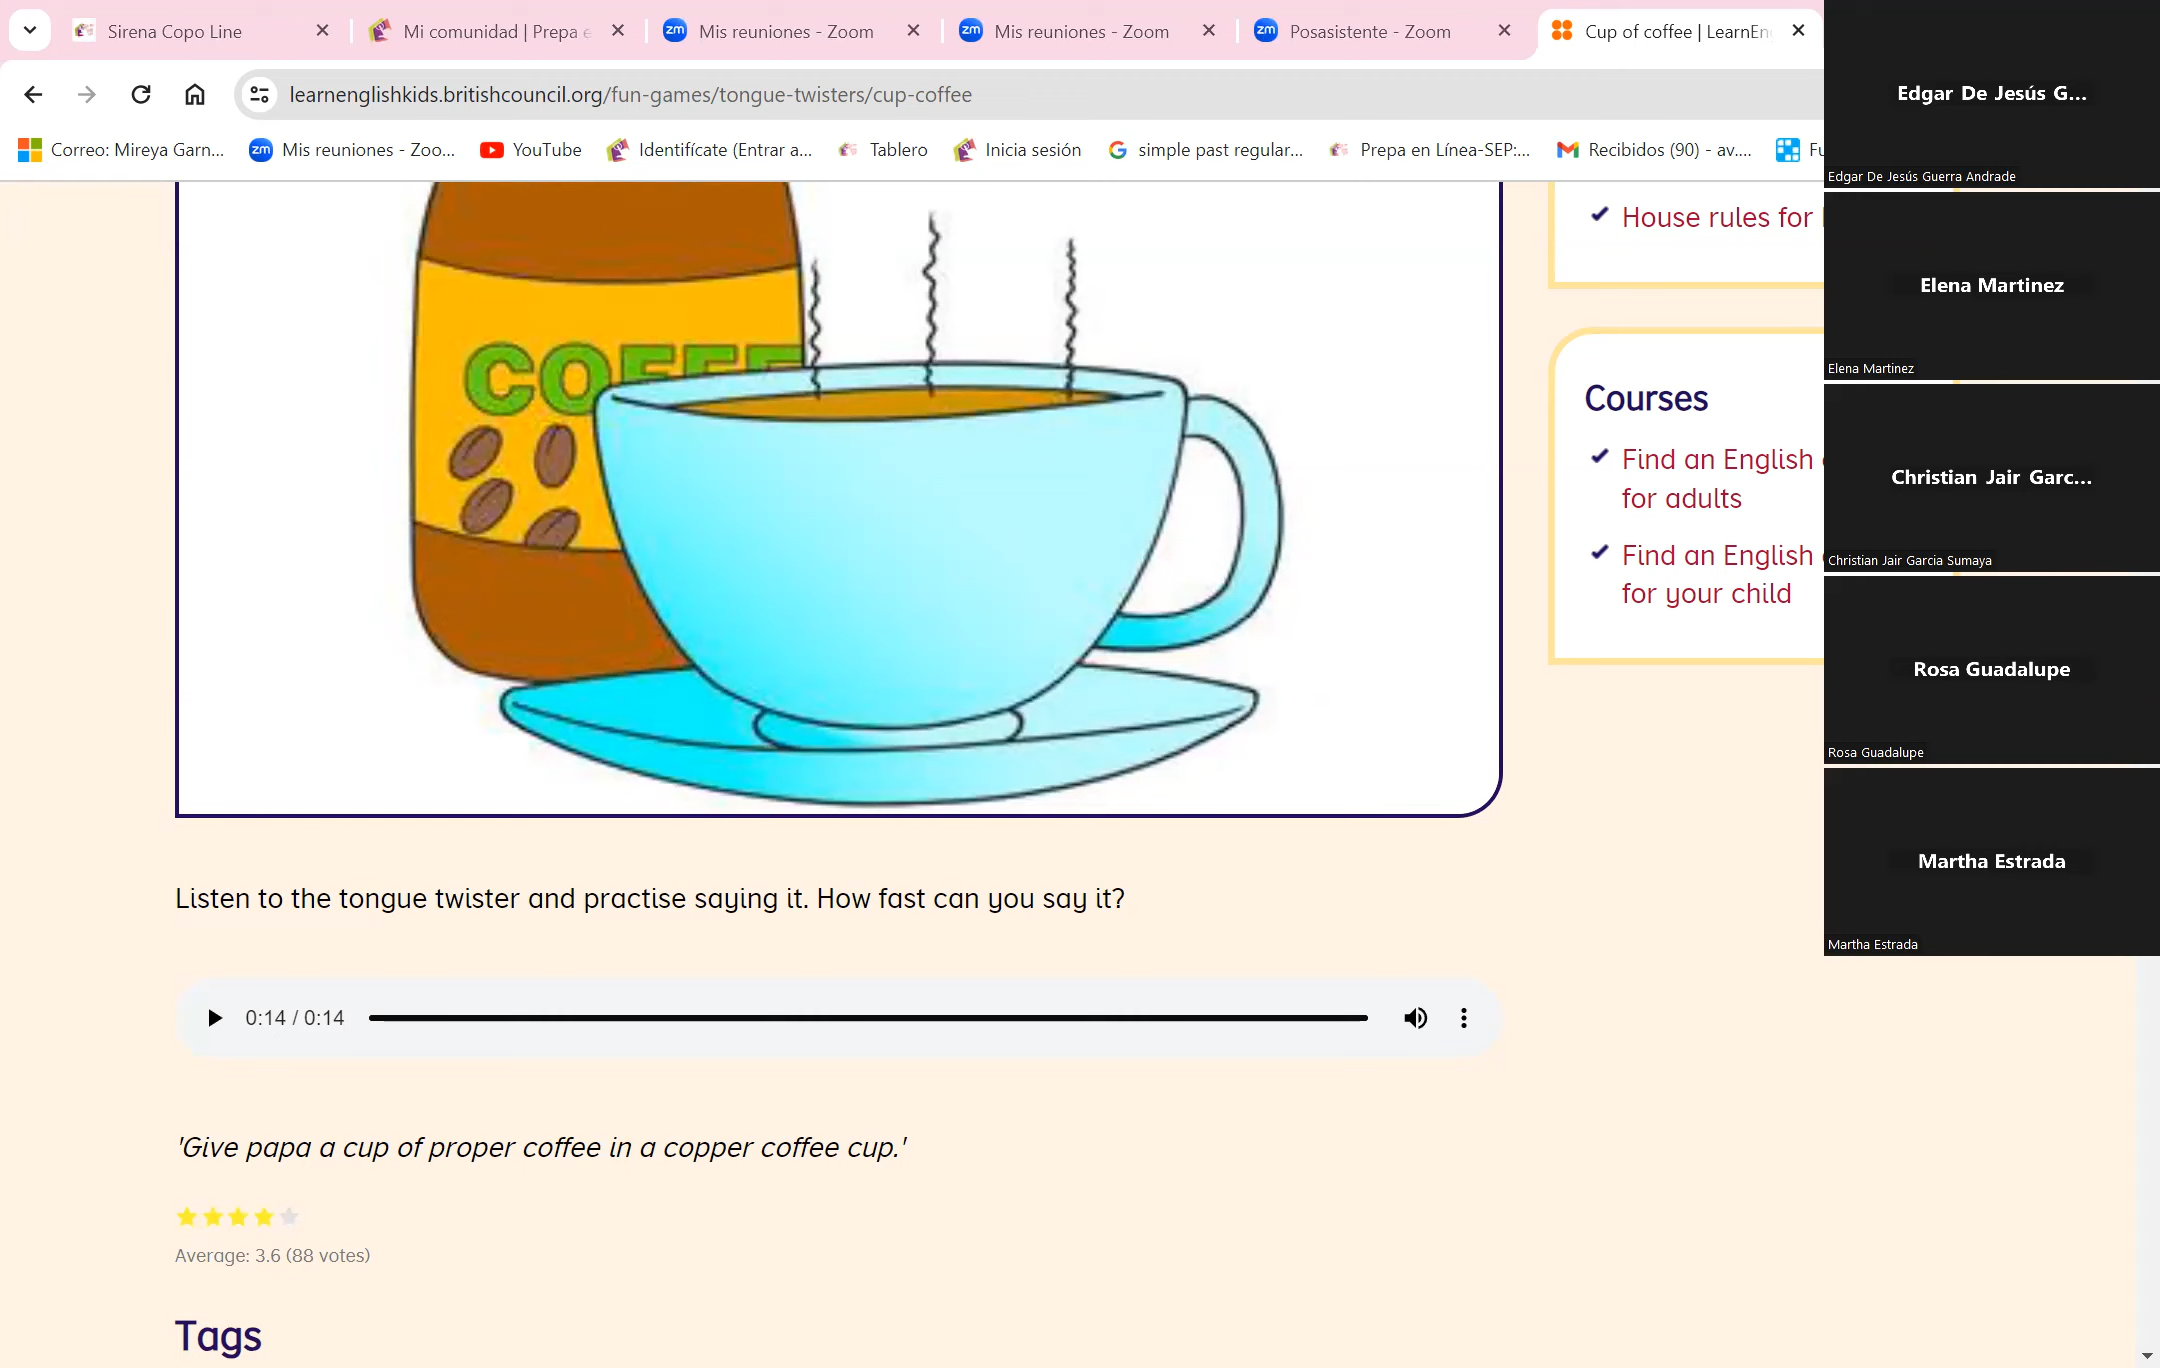 Sirena Copo Line
Mi comunidad | Prepa e
Mis reuniones - Zoom
Mis reuniones - Zoom
Posasistente - Zoom
Cup of coffee | LearnEn
learnenglishkids.britishcouncil.org/fun-games/tongue-twisters/cup-coffee
Correo: Mireya Garn...
Mis reuniones - Zoo...
YouTube
Identifícate (Entrar a...
Tablero
Inicia sesión
simple past regular...
Prepa en Línea-SEP:...
Recibidos (90) - av....
Fu
COFFEE
House rules for
Courses
Find an English
for adults
Find an English
for your child
Listen to the tongue twister and practise saying it. How fast can you say it?
0:14 / 0:14
'Give papa a cup of proper coffee in a copper coffee cup.'
Average: 3.6 (88 votes)
Tags
Edgar De Jesús G...
Edgar De Jesús Guerra Andrade
Elena Martinez
Elena Martinez
Christian Jair Garc...
Christian Jair Garcia Sumaya
Rosa Guadalupe
Rosa Guadalupe
Martha Estrada
Martha Estrada